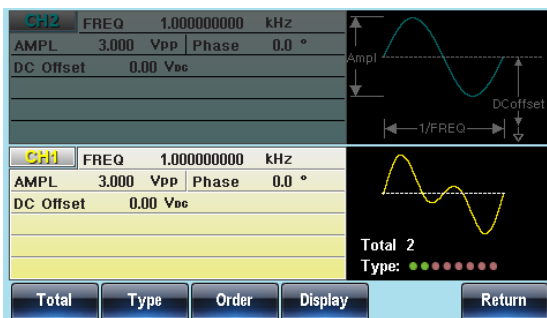 CH2 FREQ 1.000000000 kHz
AMPL 3.000 Vpp Phase 0.0 °
DC Offset 0.00 VDC
Ampl
DCoffset
1/FREQ
CH1 FREQ 1.000000000 kHz
AMPL 3.000 Vpp Phase 0.0 °
DC Offset 0.00 VDC
Total 2
Type:
Total Type Order Display Return